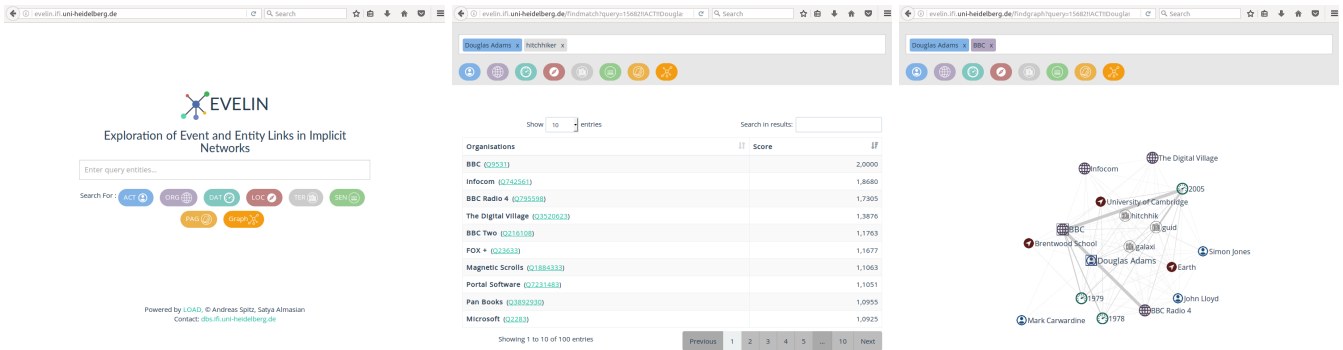 evelin.ifi.uni-heidelberg.de
Search
EVELIN
Exploration of Event and Entity Links in Implicit
Networks
Enter query entities...
Search For :
ACT
ORG
DAT
LOC
TER
SEN
PAG
Graph
Powered by LOAD, © Andreas Spitz, Satya Almasian
Contact: dbs.ifi.uni-heidelberg.de
evelin.ifi.uni-heidelberg.de/findmatch?query=15682!!ACT!!Dougla
Search
Douglas Adams x
hitchhiker x
Show 10 entries
Search in results:
Organisations Score
BBC (Q9531) 2,0000
Infocom (Q742561) 1,8680
BBC Radio 4 (Q795598) 1,7305
The Digital Village (Q3520623) 1,3876
BBC Two (Q216108) 1,1763
FOX + (Q23633) 1,1677
Magnetic Scrolls (Q1884333) 1,1063
Portal Software (Q7231483) 1,1051
Pan Books (Q3892930) 1,0955
Microsoft (Q2283) 1,0925
Showing 1 to 10 of 100 entries
Previous 1 2 3 4 5 ... 10 Next
evelin.ifi.uni-heidelberg.de/findgraph?query=15682!!ACT!!Dougla
Search
Douglas Adams x
BBC x
The Digital Village
Infocom
2005
University of Cambridge
hitchhik
guid
BBC
Brentwood School
galaxi
Simon Jones
Douglas Adams
Earth
1979
John Lloyd
BBC Radio 4
Mark Carwardine
1978